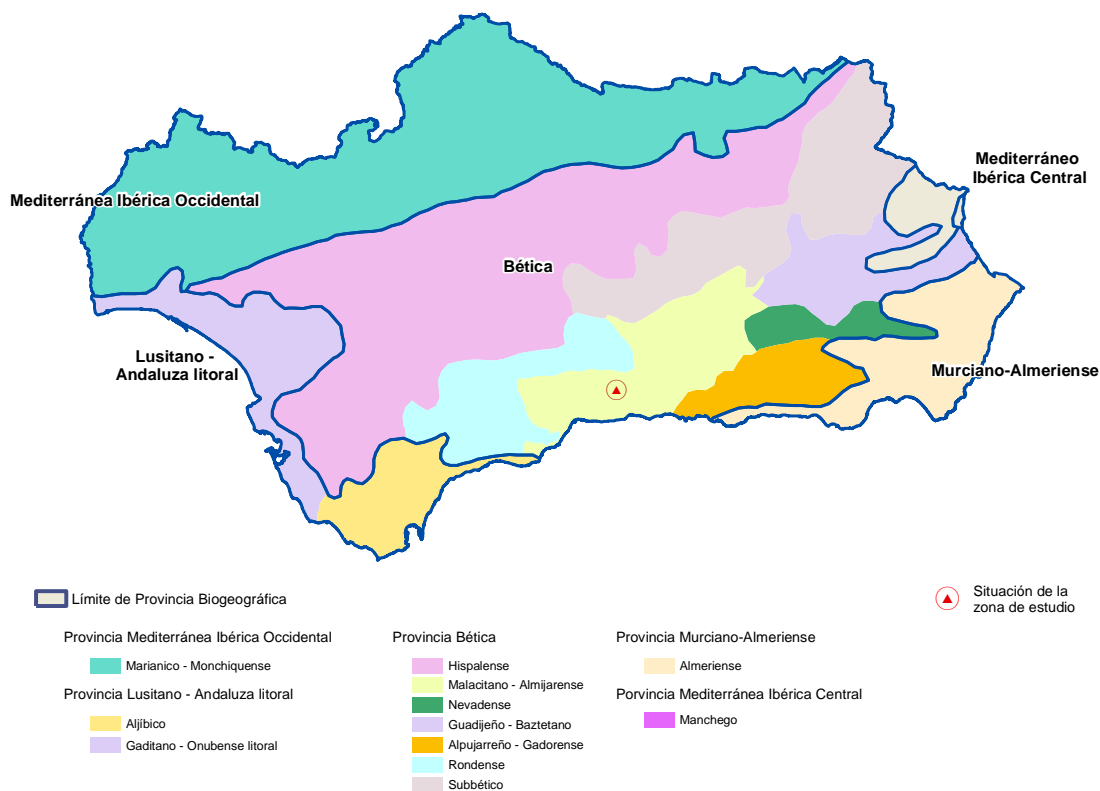 Mediterráneo
Ibérica Central
Mediterránea Ibérica Occidental
Bética
Lusitano -
Andaluza litoral
Murciano-Almeriense
Límite de Provincia Biogeográfica
Situación de la
zona de estudio
Provincia Mediterránea Ibérica Occidental
Marianico - Monchiquense
Provincia Lusitano - Andaluza litoral
Aljíbico
Gaditano - Onubense litoral
Provincia Bética
Hispalense
Malacitano - Almijarense
Nevadense
Guadijeño - Baztetano
Alpujarreño - Gadorense
Rondense
Subbético
Provincia Murciano-Almeriense
Almeriense
Porvincia Mediterránea Ibérica Central
Manchego